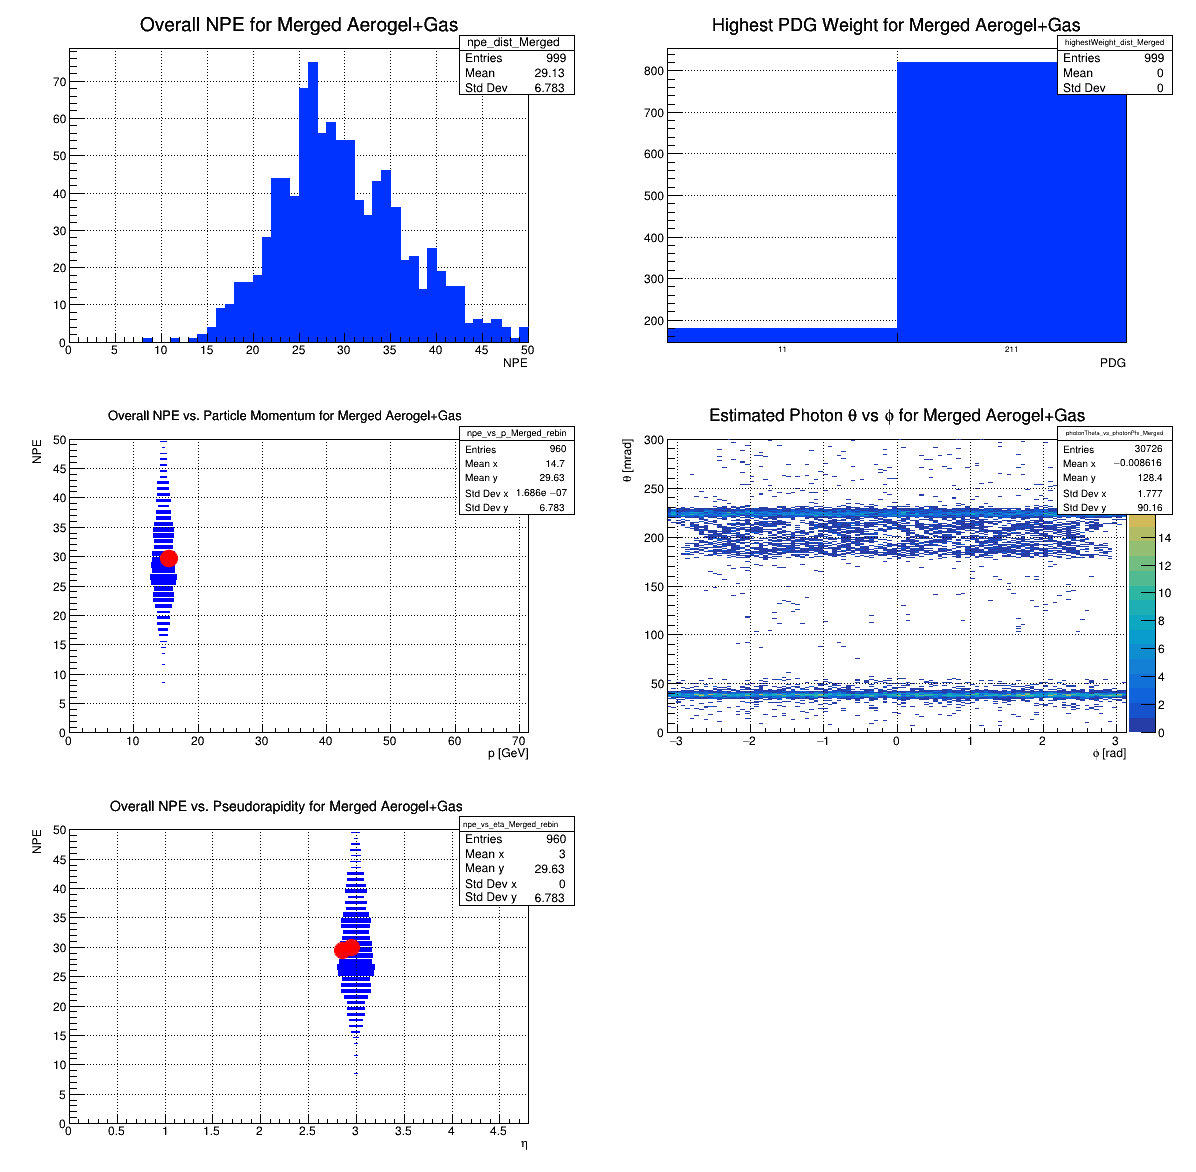 Overall NPE for Merged Aerogel+Gas
npe_dist_Merged
Entries 999
Mean 29.13
Std Dev 6.783
70
60
50
40
30
20
10
0
0 5 10 15 20 25 30 35 40 45 50
NPE
Highest PDG Weight for Merged Aerogel+Gas
highestWeight_dist_Merged
Entries 999
Mean 0
Std Dev 0
800
700
600
500
400
300
200
11 211
PDG
Overall NPE vs. Particle Momentum for Merged Aerogel+Gas
npe_vs_p_Merged_rebin
Entries 960
Mean x 14.7
Mean y 29.63
Std Dev x 1.686e −07
Std Dev y 6.783
NPE
50
45
40
35
30
25
20
15
10
5
0
0 10 20 30 40 50 60 70
p [GeV]
Estimated Photon θ vs ϕ for Merged Aerogel+Gas
photonTheta_vs_photonPhi_Merged
Entries 30726
Mean x −0.008616
Mean y 128.4
Std Dev x 1.777
Std Dev y 90.16
θ [mrad]
300
250
200
150
100
50
0
−3 −2 −1 0 1 2 3
ϕ [rad]
14
12
10
8
6
4
2
0
Overall NPE vs. Pseudorapidity for Merged Aerogel+Gas
npe_vs_eta_Merged_rebin
Entries 960
Mean x 3
Mean y 29.63
Std Dev x 0
Std Dev y 6.783
NPE
50
45
40
35
30
25
20
15
10
5
0
0 0.5 1 1.5 2 2.5 3 3.5 4 4.5
η